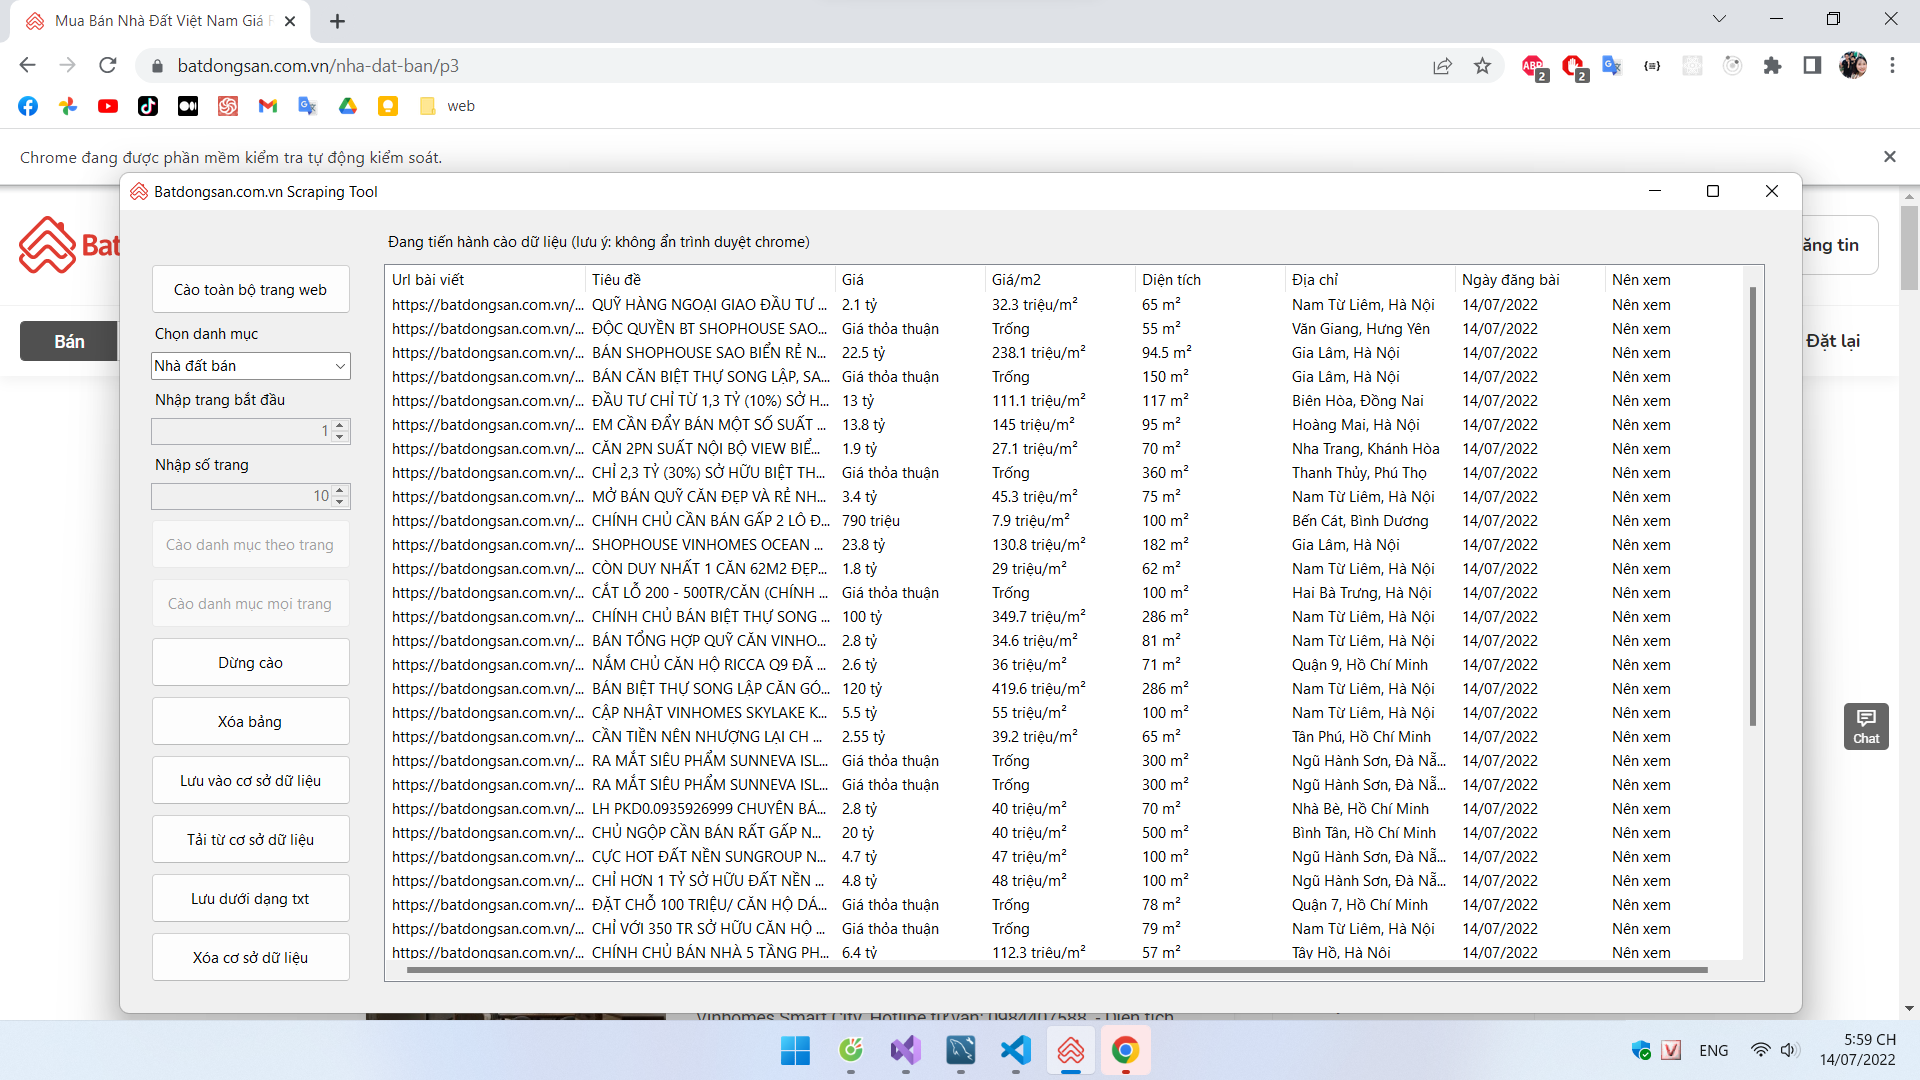 Mua Bán Nhà Đất Việt Nam Giá R
batdongsan.com.vn/nha-dat-ban/p3
ABP 2 2
web
Chrome đang được phần mềm kiểm tra tự động kiểm soát.
Batdongsan.com.vn Scraping Tool
Bat
ăng tin
Bán
Đặt lại
Đang tiến hành cào dữ liệu (lưu ý: không ẩn trình duyệt chrome)
Cào toàn bộ trang web
Chọn danh mục
Nhà đất bán
Nhập trang bắt đầu
1
Nhập số trang
10
Cào danh mục theo trang
Cào danh mục mọi trang
Dừng cào
Xóa bảng
Lưu vào cơ sở dữ liệu
Tải từ cơ sở dữ liệu
Lưu dưới dạng txt
Xóa cơ sở dữ liệu
Url bài viết Tiêu đề Giá Giá/m2 Diện tích Địa chỉ Ngày đăng bài Nên xem
https://batdongsan.com.vn/... QUỸ HÀNG NGOẠI GIAO ĐẦU TƯ ... 2.1 tỷ 32.3 triệu/m² 65 m² Nam Từ Liêm, Hà Nội 14/07/2022 Nên xem
https://batdongsan.com.vn/... ĐỘC QUYỀN BT SHOPHOUSE SAO... Giá thỏa thuận Trống 55 m² Văn Giang, Hưng Yên 14/07/2022 Nên xem
https://batdongsan.com.vn/... BÁN SHOPHOUSE SAO BIỂN RẺ N... 22.5 tỷ 238.1 triệu/m² 94.5 m² Gia Lâm, Hà Nội 14/07/2022 Nên xem
https://batdongsan.com.vn/... BÁN CĂN BIỆT THỰ SONG LẬP, SA... Giá thỏa thuận Trống 150 m² Gia Lâm, Hà Nội 14/07/2022 Nên xem
https://batdongsan.com.vn/... ĐẦU TƯ CHỈ TỪ 1,3 TỶ (10%) SỞ H... 13 tỷ 111.1 triệu/m² 117 m² Biên Hòa, Đồng Nai 14/07/2022 Nên xem
https://batdongsan.com.vn/... EM CẦN ĐẨY BÁN MỘT SỐ SUẤT ... 13.8 tỷ 145 triệu/m² 95 m² Hoàng Mai, Hà Nội 14/07/2022 Nên xem
https://batdongsan.com.vn/... CĂN 2PN SUẤT NỘI BỘ VIEW BIỂ... 1.9 tỷ 27.1 triệu/m² 70 m² Nha Trang, Khánh Hòa 14/07/2022 Nên xem
https://batdongsan.com.vn/... CHỈ 2,3 TỶ (30%) SỞ HỮU BIỆT TH... Giá thỏa thuận Trống 360 m² Thanh Thủy, Phú Thọ 14/07/2022 Nên xem
https://batdongsan.com.vn/... MỞ BÁN QUỸ CĂN ĐẸP VÀ RẺ NH... 3.4 tỷ 45.3 triệu/m² 75 m² Nam Từ Liêm, Hà Nội 14/07/2022 Nên xem
https://batdongsan.com.vn/... CHÍNH CHỦ CẦN BÁN GẤP 2 LÔ Đ... 790 triệu 7.9 triệu/m² 100 m² Bến Cát, Bình Dương 14/07/2022 Nên xem
https://batdongsan.com.vn/... SHOPHOUSE VINHOMES OCEAN ... 23.8 tỷ 130.8 triệu/m² 182 m² Gia Lâm, Hà Nội 14/07/2022 Nên xem
https://batdongsan.com.vn/... CÒN DUY NHẤT 1 CĂN 62M2 ĐẸP... 1.8 tỷ 29 triệu/m² 62 m² Nam Từ Liêm, Hà Nội 14/07/2022 Nên xem
https://batdongsan.com.vn/... CẮT LỖ 200 - 500TR/CĂN (CHÍNH ... Giá thỏa thuận Trống 100 m² Hai Bà Trưng, Hà Nội 14/07/2022 Nên xem
https://batdongsan.com.vn/... CHÍNH CHỦ BÁN BIỆT THỰ SONG ... 100 tỷ 349.7 triệu/m² 286 m² Nam Từ Liêm, Hà Nội 14/07/2022 Nên xem
https://batdongsan.com.vn/... BÁN TỔNG HỢP QUỸ CĂN VINHO... 2.8 tỷ 34.6 triệu/m² 81 m² Nam Từ Liêm, Hà Nội 14/07/2022 Nên xem
https://batdongsan.com.vn/... NẮM CHỦ CĂN HỘ RICCA Q9 ĐÃ ... 2.6 tỷ 36 triệu/m² 71 m² Quận 9, Hồ Chí Minh 14/07/2022 Nên xem
https://batdongsan.com.vn/... BÁN BIỆT THỰ SONG LẬP CĂN GÓ... 120 tỷ 419.6 triệu/m² 286 m² Nam Từ Liêm, Hà Nội 14/07/2022 Nên xem
https://batdongsan.com.vn/... CẬP NHẬT VINHOMES SKYLAKE K... 5.5 tỷ 55 triệu/m² 100 m² Nam Từ Liêm, Hà Nội 14/07/2022 Nên xem
https://batdongsan.com.vn/... CẦN TIỀN NÊN NHƯỢNG LẠI CH ... 2.55 tỷ 39.2 triệu/m² 65 m² Tân Phú, Hồ Chí Minh 14/07/2022 Nên xem
https://batdongsan.com.vn/... RA MẮT SIÊU PHẨM SUNNEVA ISL... Giá thỏa thuận Trống 300 m² Ngũ Hành Sơn, Đà Nẵ... 14/07/2022 Nên xem
https://batdongsan.com.vn/... RA MẮT SIÊU PHẨM SUNNEVA ISL... Giá thỏa thuận Trống 300 m² Ngũ Hành Sơn, Đà Nẵ... 14/07/2022 Nên xem
https://batdongsan.com.vn/... LH PKD0.0935926999 CHUYÊN BÁ... 2.8 tỷ 40 triệu/m² 70 m² Nhà Bè, Hồ Chí Minh 14/07/2022 Nên xem
https://batdongsan.com.vn/... CHỦ NGỘP CẦN BÁN RẤT GẤP N... 20 tỷ 40 triệu/m² 500 m² Bình Tân, Hồ Chí Minh 14/07/2022 Nên xem
https://batdongsan.com.vn/... CỰC HOT ĐẤT NỀN SUNGROUP N... 4.7 tỷ 47 triệu/m² 100 m² Ngũ Hành Sơn, Đà Nẵ... 14/07/2022 Nên xem
https://batdongsan.com.vn/... CHỈ HƠN 1 TỶ SỞ HỮU ĐẤT NỀN ... 4.8 tỷ 48 triệu/m² 100 m² Ngũ Hành Sơn, Đà Nẵ... 14/07/2022 Nên xem
https://batdongsan.com.vn/... ĐẶT CHỖ 100 TRIỆU/ CĂN HỘ DÁ... Giá thỏa thuận Trống 78 m² Quận 7, Hồ Chí Minh 14/07/2022 Nên xem
https://batdongsan.com.vn/... CHỈ VỚI 350 TR SỞ HỮU CĂN HỘ ... Giá thỏa thuận Trống 79 m² Nam Từ Liêm, Hà Nội 14/07/2022 Nên xem
https://batdongsan.com.vn/... CHÍNH CHỦ BÁN NHÀ 5 TẦNG PH... 6.4 tỷ 112.3 triệu/m² 57 m² Tây Hồ, Hà Nội 14/07/2022 Nên xem
Chat
Vinhomes Smart City. Hotline tư vấn: 0984407588. - Diện tích
ENG
5:59 CH
14/07/2022